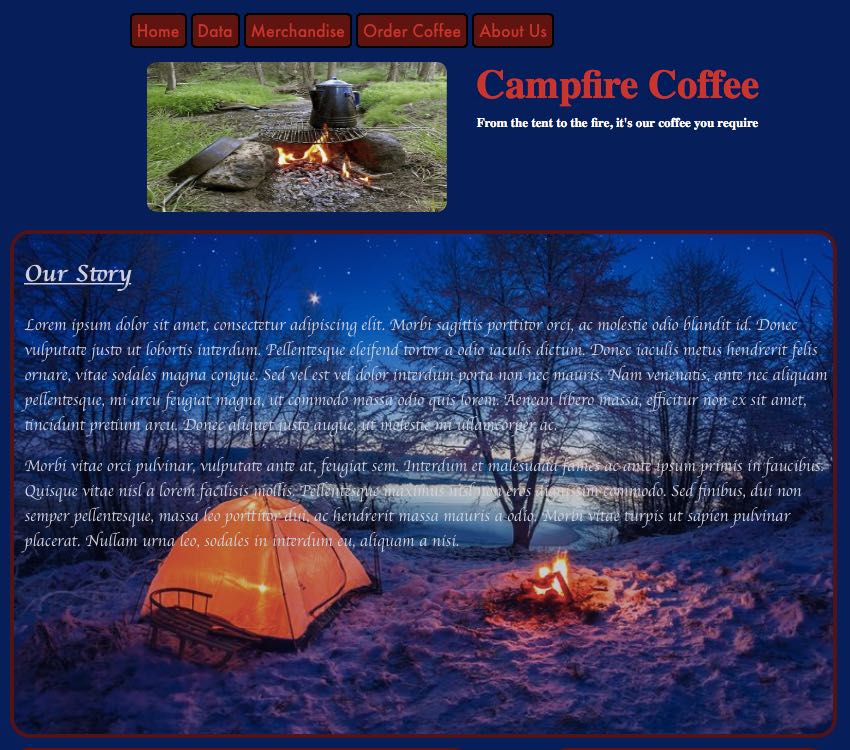 Home Data Merchandise Order Coffee About Us
Campfire Coffee
From the tent to the fire, it's our coffee you require
Our Story
Lorem ipsum dolor sit amet, consectetur adipiscing elit. Morbi sagittis porttitor orci, ac molestie odio blandit id. Donec
vulputate justo ut lobortis interdum. Pellentesque eleifend tortor a odio iaculis dictum. Donec iaculis metus hendrerit felis
ornare, vitae sodales magna congue. Sed vel est vel dolor interdum porta non nec mauris. Nam venenatis, ante nec aliquam
pellentesque, mi arcu feugiat magna, ut commodo massa odio quis lorem. Aenean libero massa, efficitur non ex sit amet,
tincidunt pretium arcu. Donec aliquet justo augue, ut molestie mi ullamcorper ac.
Morbi vitae orci pulvinar, vulputate ante at, feugiat sem. Interdum et malesuada fames ac ante ipsum primis in faucibus.
Quisque vitae nisl a lorem facilisis mollis. Pellentesque maximus nisl non eros dignissim commodo. Sed finibus, dui non
semper pellentesque, massa leo porttitor dui, ac hendrerit massa mauris a odio. Morbi vitae turpis ut sapien pulvinar
placerat. Nullam urna leo, sodales in interdum eu, aliquam a nisi.